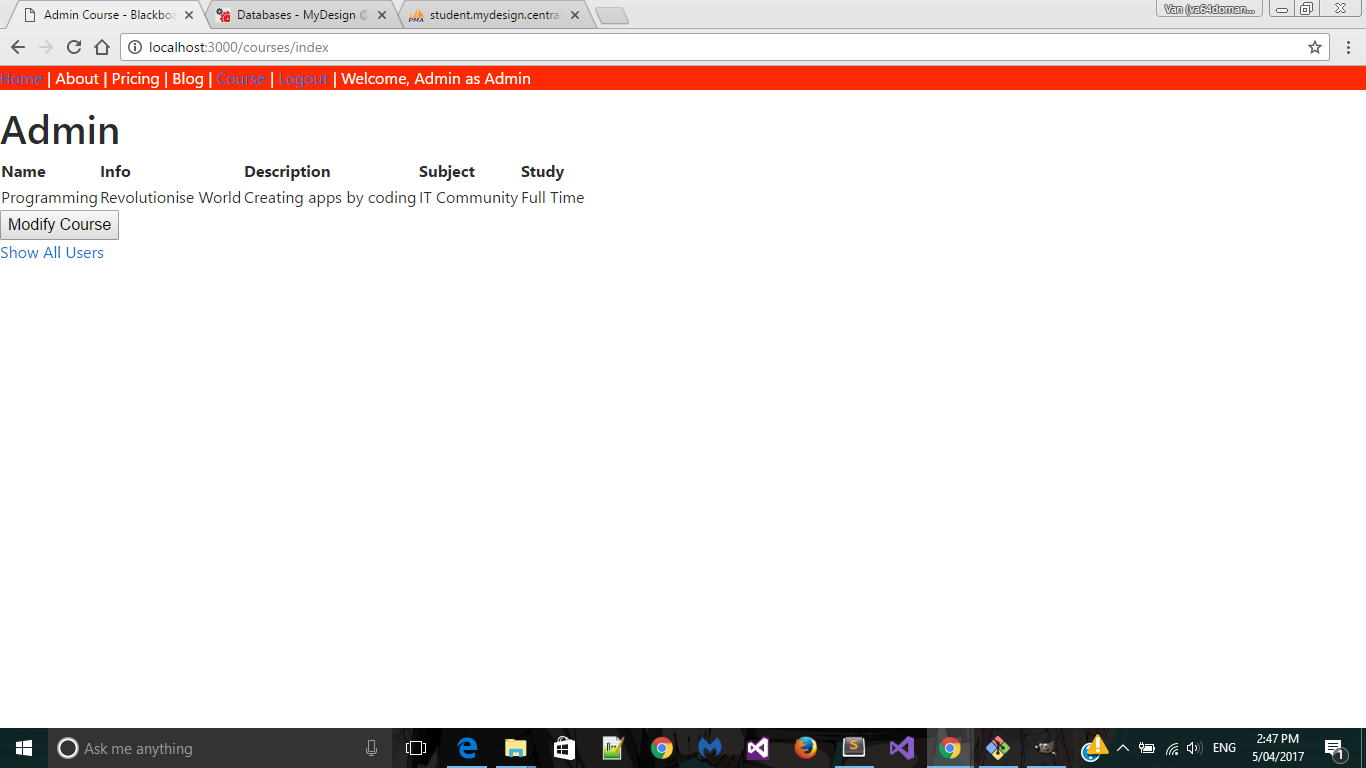 Admin Course - Blackboa
Databases - MyDesign @
student.mydesign.central
Van (va64doman...
localhost:3000/courses/index
Home | About | Pricing | Blog | Course | Logout | Welcome, Admin as Admin
Admin
Name Info Description Subject Study
Programming Revolutionise World Creating apps by coding IT Community Full Time
Modify Course
Show All Users
Ask me anything
ENG
2:47 PM
5/04/2017
1